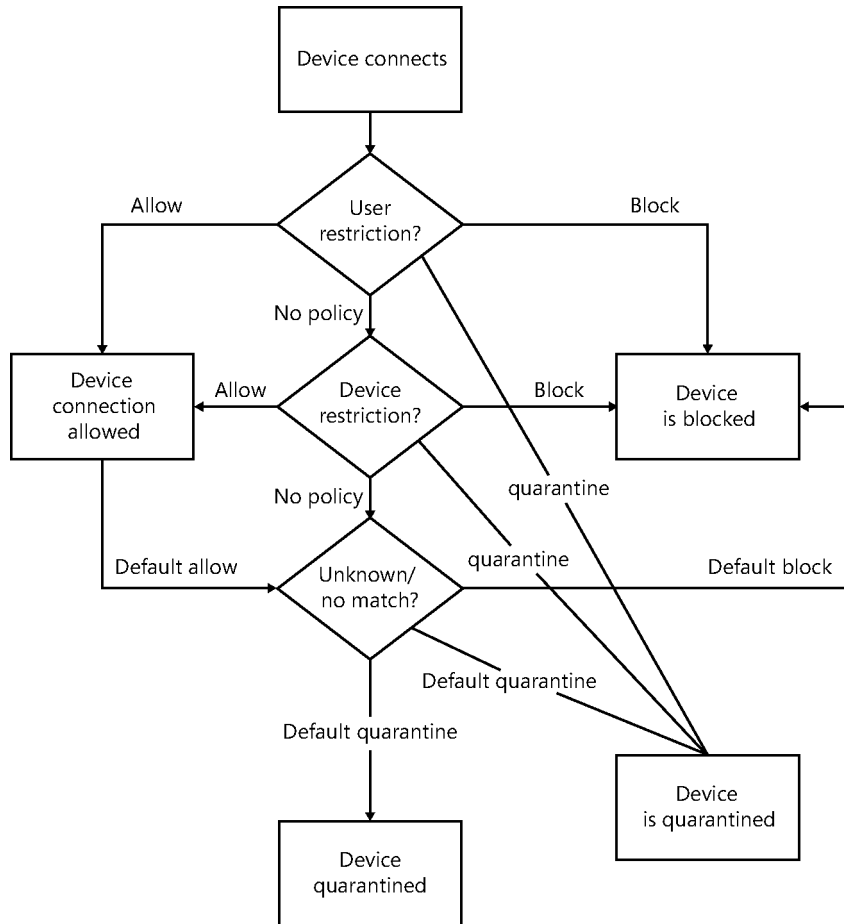 Device connects
Allow
User
restriction?
Block
No policy
Device
connection
allowed
Allow
Device
restriction?
Block
Device
is blocked
quarantine
No policy
quarantine
Default allow
Unknown/
no match?
Default block
Default quarantine
Default quarantine
Device
is quarantined
Device
quarantined